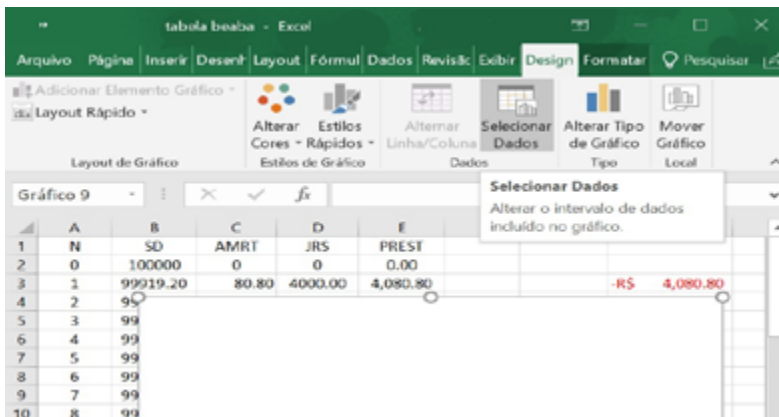 tabola beaba - Excel
Arquivo Página Inserir Desenh Layout Fórmul Dados Revisãc Exibir Design Formatar Pesquisar
Adicionar Elemento Gráfico
Layout Rápido
Alterar Cores
Estilos Rápidos
Alternar Linha/Coluna
Selecionar Dados
Alterar Tipo de Gráfico
Mover Gráfico
Layout de Gráfico Estilos de Gráfico Dados Tipo Local
Gráfico 9 fx
Selecionar Dados
Alterar o intervalo de dados
incluído no gráfico.
A B C D E
1 N SD AMRT JRS PREST
2 0 100000 0 0 0.00
3 1 99919.20 80.80 4000.00 4,080.80 -R$ 4,080.80
4 2 99
5 3 99
6 4 99
7 5 99
8 6 99
9 7 99
10 8 99